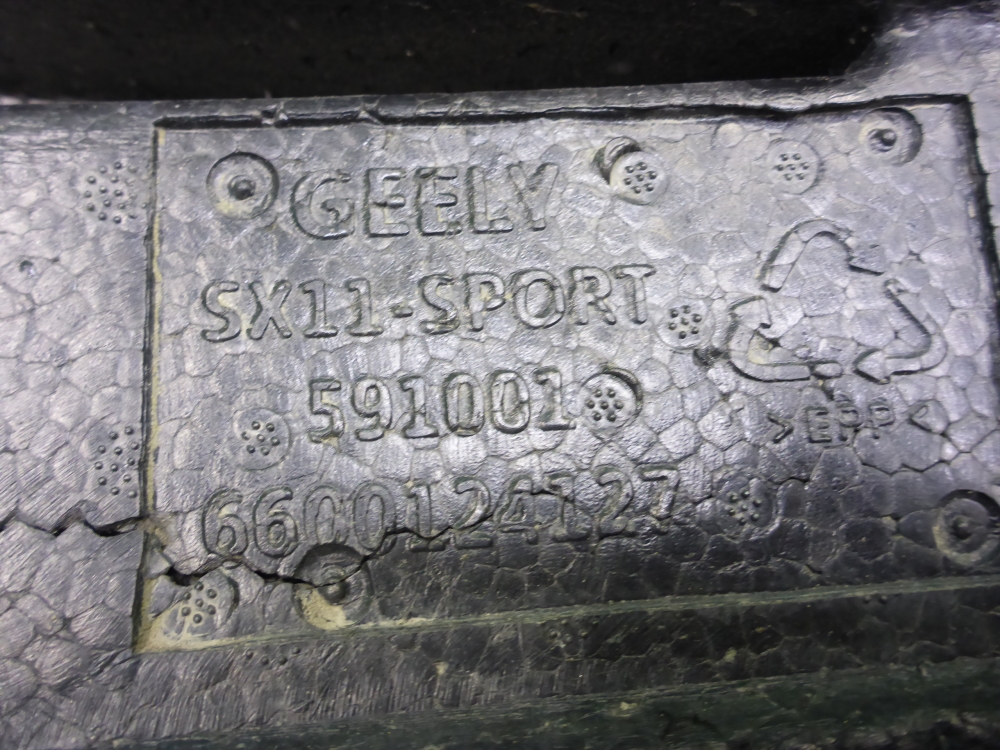 GEELY
SX11-SPORT
591001
>EPP<
6600124127